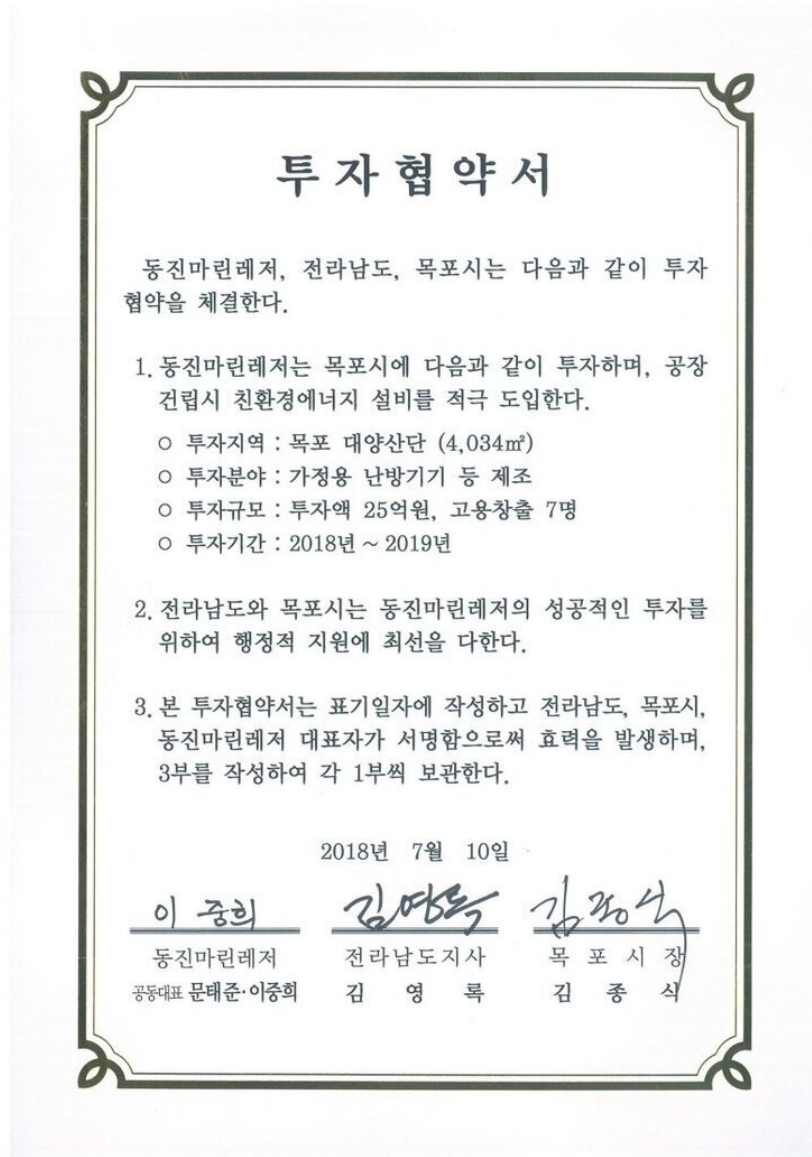 투자협약서
동진마린레저, 전라남도, 목포시는 다음과 같이 투자
협약을 체결한다.
1. 동진마린레저는 목포시에 다음과 같이 투자하며, 공장
건립시 친환경에너지 설비를 적극 도입한다.
○ 투자지역 : 목포 대양산단 (4,034㎡)
○ 투자분야 : 가정용 난방기기 등 제조
○ 투자규모 : 투자액 25억원, 고용창출 7명
○ 투자기간 : 2018년 ~ 2019년
2. 전라남도와 목포시는 동진마린레저의 성공적인 투자를
위하여 행정적 지원에 최선을 다한다.
3. 본 투자협약서는 표기일자에 작성하고 전라남도, 목포시,
동진마린레저 대표자가 서명함으로써 효력을 발생하며,
3부를 작성하여 각 1부씩 보관한다.
2018년 7월 10일
이 중희 김영록 김종식
동진마린레저 전라남도지사 목 포 시 장
공동대표 문태준·이중희 김 영 록 김 종 식